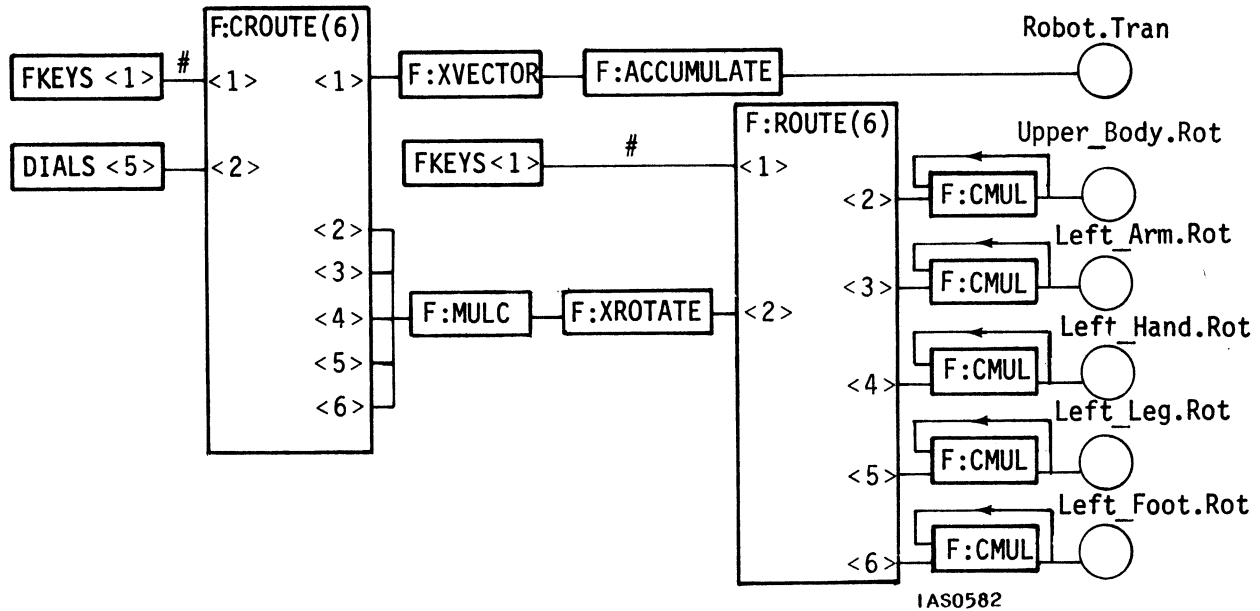 F:CROUTE(6)
Robot.Tran
FKEYS <1>
#
<1>
<1>
F:XVECTOR
F:ACCUMULATE
F:ROUTE(6)
Upper_Body.Rot
DIALS <5>
<2>
FKEYS<1>
#
<1>
<2>
F:CMUL
<2>
Left_Arm.Rot
<3>
<3>
F:CMUL
<4>
F:MULC
F:XROTATE
<2>
Left_Hand.Rot
<5>
<4>
F:CMUL
<6>
Left_Leg.Rot
<5>
F:CMUL
Left_Foot.Rot
<6>
F:CMUL
IAS0582